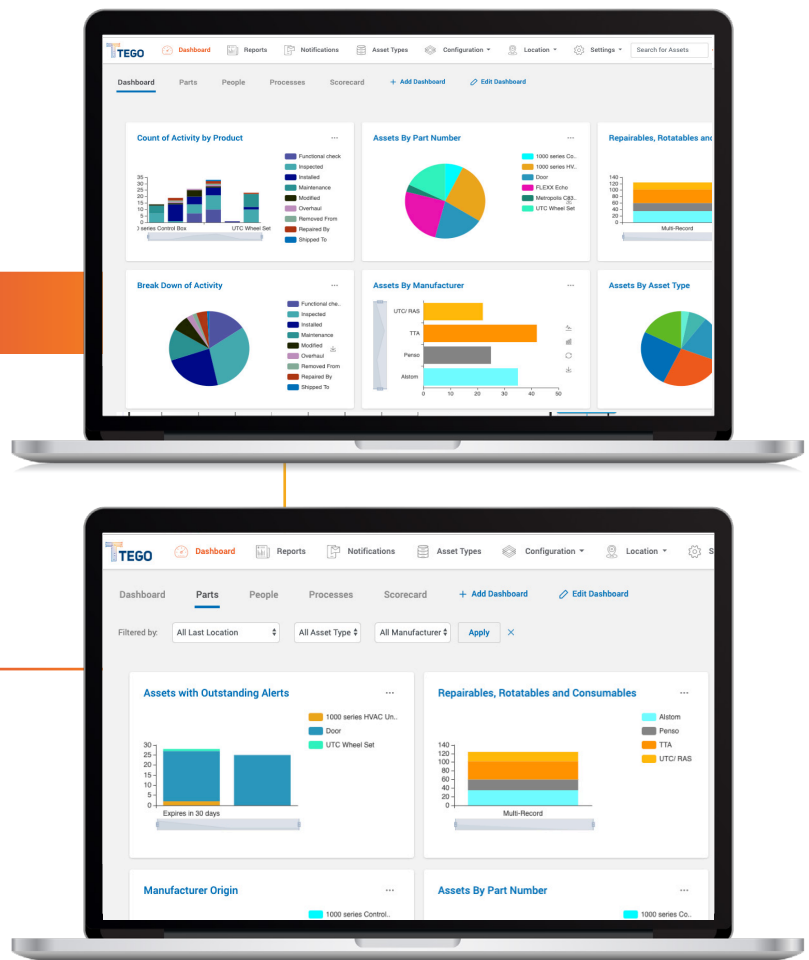 TEGO Dashboard Reports Notifications Asset Types Configuration Location Settings Search for Assets
Dashboard Parts People Processes Scorecard + Add Dashboard Edit Dashboard
Count of Activity by Product ...
Functional check
Inspected
Installed
Maintenance
Modified
Overhaul
Removed From
Repaired By
Shipped To
35
30
25
20
15
10
5
0
series Control Box UTC Wheel Set
Assets By Part Number ...
1000 series Co..
1000 series HV..
Door
FLEXX Echo
UTC Wheel Set
Repairables, Rotatables and
140
120
100
80
60
40
20
0
Multi-Record
Break Down of Activity ...
Functional che..
Inspected
Installed
Maintenance
Modified
Overhaul
Removed From
Repaired By
Shipped To
Assets By Manufacturer ...
UTC/ RAS
TTA
Penso
Alstom
0 10 20 30 40 50
Assets By Asset Type
TEGO Dashboard Reports Notifications Asset Types Configuration Location S
Dashboard Parts People Processes Scorecard + Add Dashboard Edit Dashboard
Filtered by: All Last Location All Asset Type All Manufacturer Apply ×
Assets with Outstanding Alerts ...
1000 series HVAC Un..
Door
UTC Wheel Set
30
25
20
15
10
5
0
Expires in 30 days
Repairables, Rotatables and Consumables ...
Alstom
Penso
TTA
UTC/ RAS
140
120
100
80
60
40
20
0
Multi-Record
Manufacturer Origin ...
1000 series Control..
Assets By Part Number ...
1000 series Co..